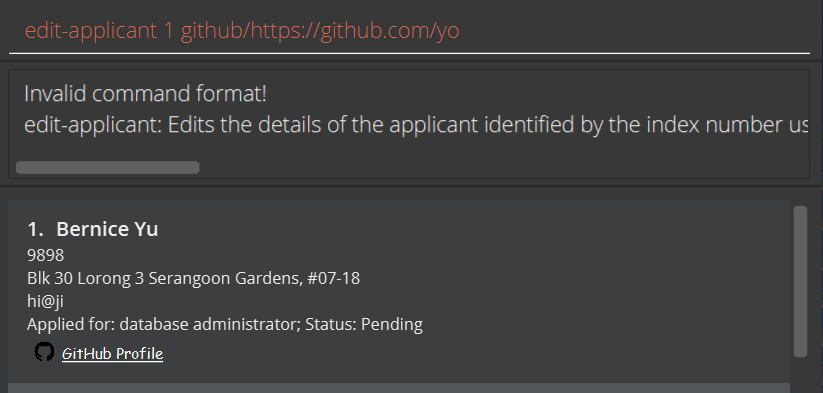 edit-applicant 1 github/https://github.com/yo
Invalid command format!
edit-applicant: Edits the details of the applicant identified by the index number us
1. Bernice Yu
9898
Blk 30 Lorong 3 Serangoon Gardens, #07-18
hi@ji
Applied for: database administrator; Status: Pending
GitHub Profile